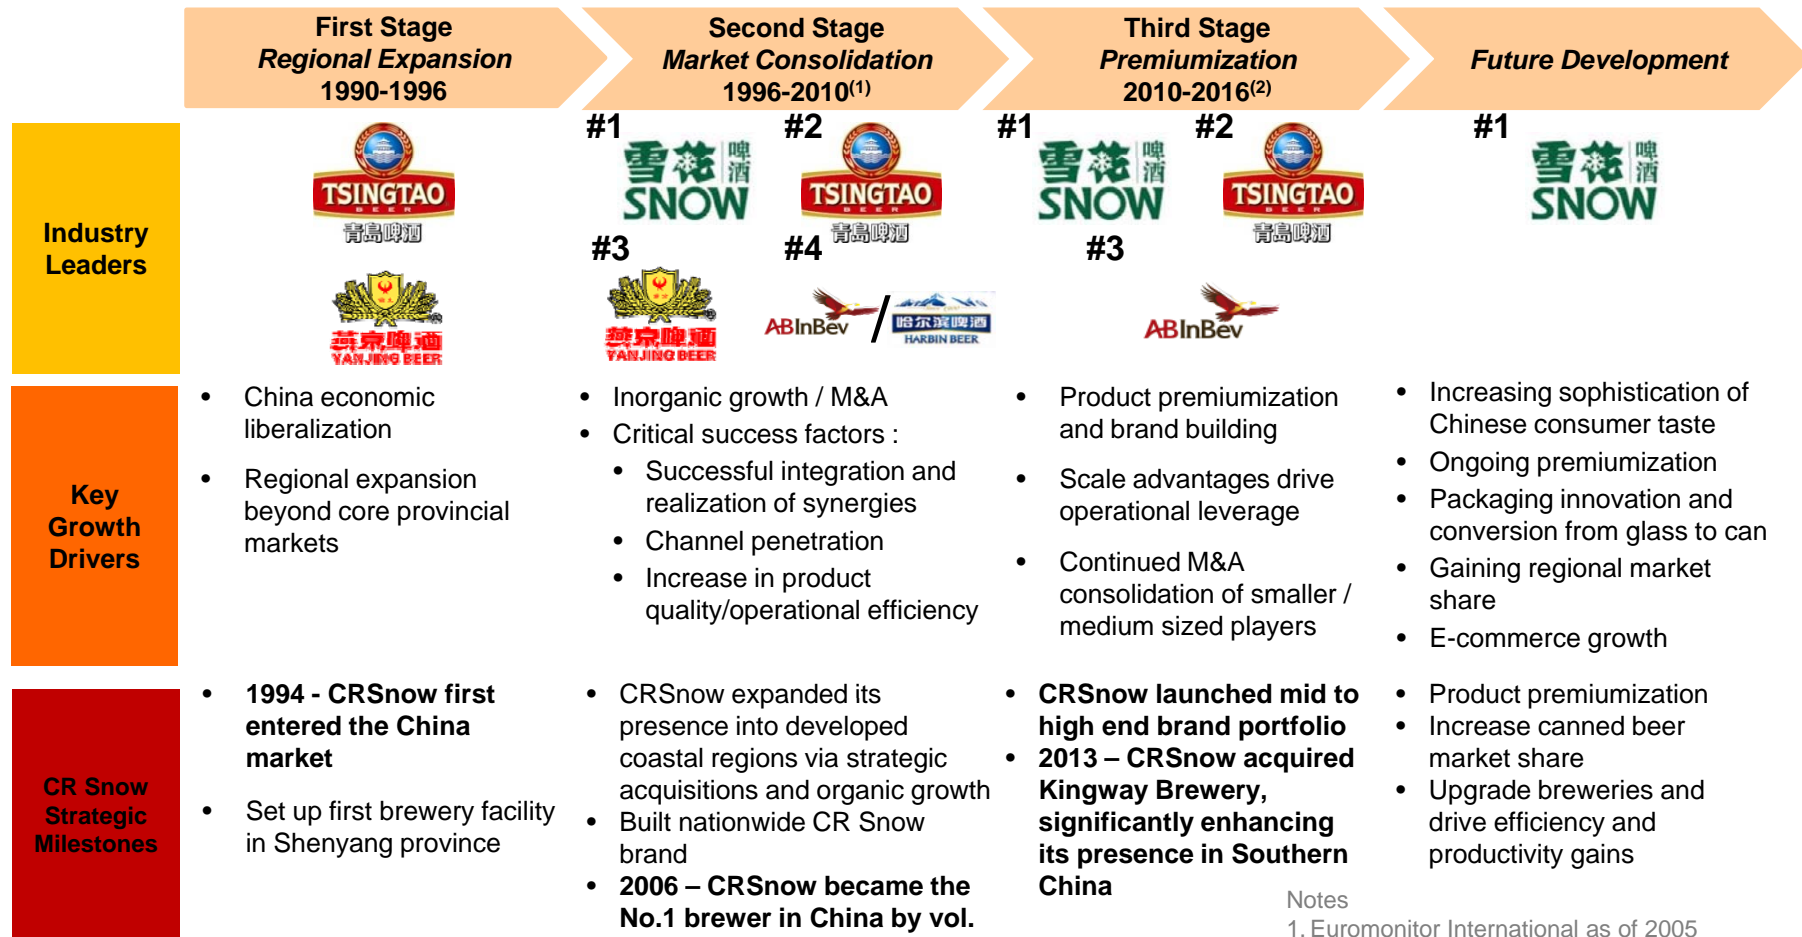 First Stage
Regional Expansion
1990-1996
Second Stage
Market Consolidation
1996-2010(1)
Third Stage
Premiumization
2010-2016(2)
Future Development
Industry
Leaders
TSINGTAO
BEER
青島啤酒
燕京啤酒
YANJING BEER
#1
雪花 啤酒
SNOW
#2
TSINGTAO
BEER
青島啤酒
#3
燕京啤酒
YANJING BEER
#4
ABInBev
/
哈尔滨啤酒
HARBIN BEER
#1
雪花 啤酒
SNOW
#2
TSINGTAO
BEER
青島啤酒
#3
ABInBev
#1
雪花 啤酒
SNOW
Key
Growth
Drivers
• China economic
liberalization
• Regional expansion
beyond core provincial
markets
• Inorganic growth / M&A
• Critical success factors :
• Successful integration and
realization of synergies
• Channel penetration
• Increase in product
quality/operational efficiency
• Product premiumization
and brand building
• Scale advantages drive
operational leverage
• Continued M&A
consolidation of smaller /
medium sized players
• Increasing sophistication of
Chinese consumer taste
• Ongoing premiumization
• Packaging innovation and
conversion from glass to can
• Gaining regional market
share
• E-commerce growth
CR Snow
Strategic
Milestones
• 1994 - CRSnow first
entered the China
market
• Set up first brewery facility
in Shenyang province
• CRSnow expanded its
presence into developed
coastal regions via strategic
acquisitions and organic growth
• Built nationwide CR Snow
brand
• 2006 – CRSnow became the
No.1 brewer in China by vol.
• CRSnow launched mid to
high end brand portfolio
• 2013 – CRSnow acquired
Kingway Brewery,
significantly enhancing
its presence in Southern
China
• Product premiumization
• Increase canned beer
market share
• Upgrade breweries and
drive efficiency and
productivity gains
Notes
1. Euromonitor International as of 2005